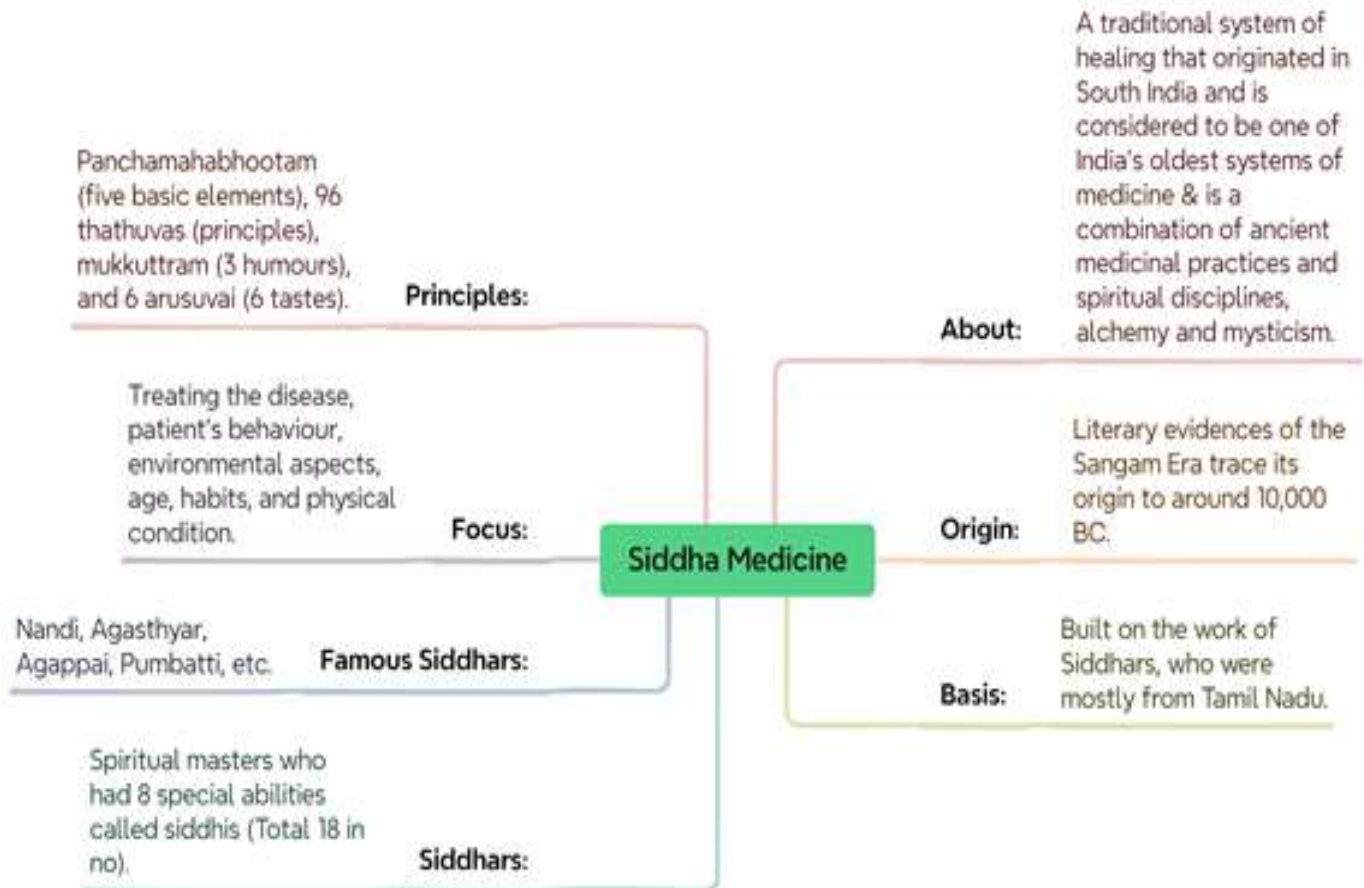 Siddha Medicine
About:
A traditional system of
healing that originated in
South India and is
considered to be one of
India's oldest systems of
medicine & is a
combination of ancient
medicinal practices and
spiritual disciplines,
alchemy and mysticism.
Origin:
Literary evidences of the
Sangam Era trace its
origin to around 10,000
BC.
Basis:
Built on the work of
Siddhars, who were
mostly from Tamil Nadu.
Principles:
Panchamahabhootam
(five basic elements), 96
thathuvas (principles),
mukkuttram (3 humours),
and 6 arusuvai (6 tastes).
Focus:
Treating the disease,
patient's behaviour,
environmental aspects,
age, habits, and physical
condition.
Famous Siddhars:
Nandi, Agasthyar,
Agappai, Pumbatti, etc.
Siddhars:
Spiritual masters who
had 8 special abilities
called siddhis (Total 18 in
no).